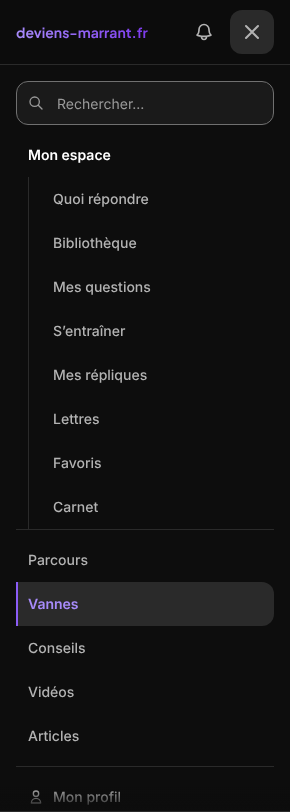 deviens-marrant.fr
Rechercher...
Mon espace
Quoi répondre
Bibliothèque
Mes questions
S’entraîner
Mes répliques
Lettres
Favoris
Carnet
Parcours
Vannes
Conseils
Vidéos
Articles
Mon profil